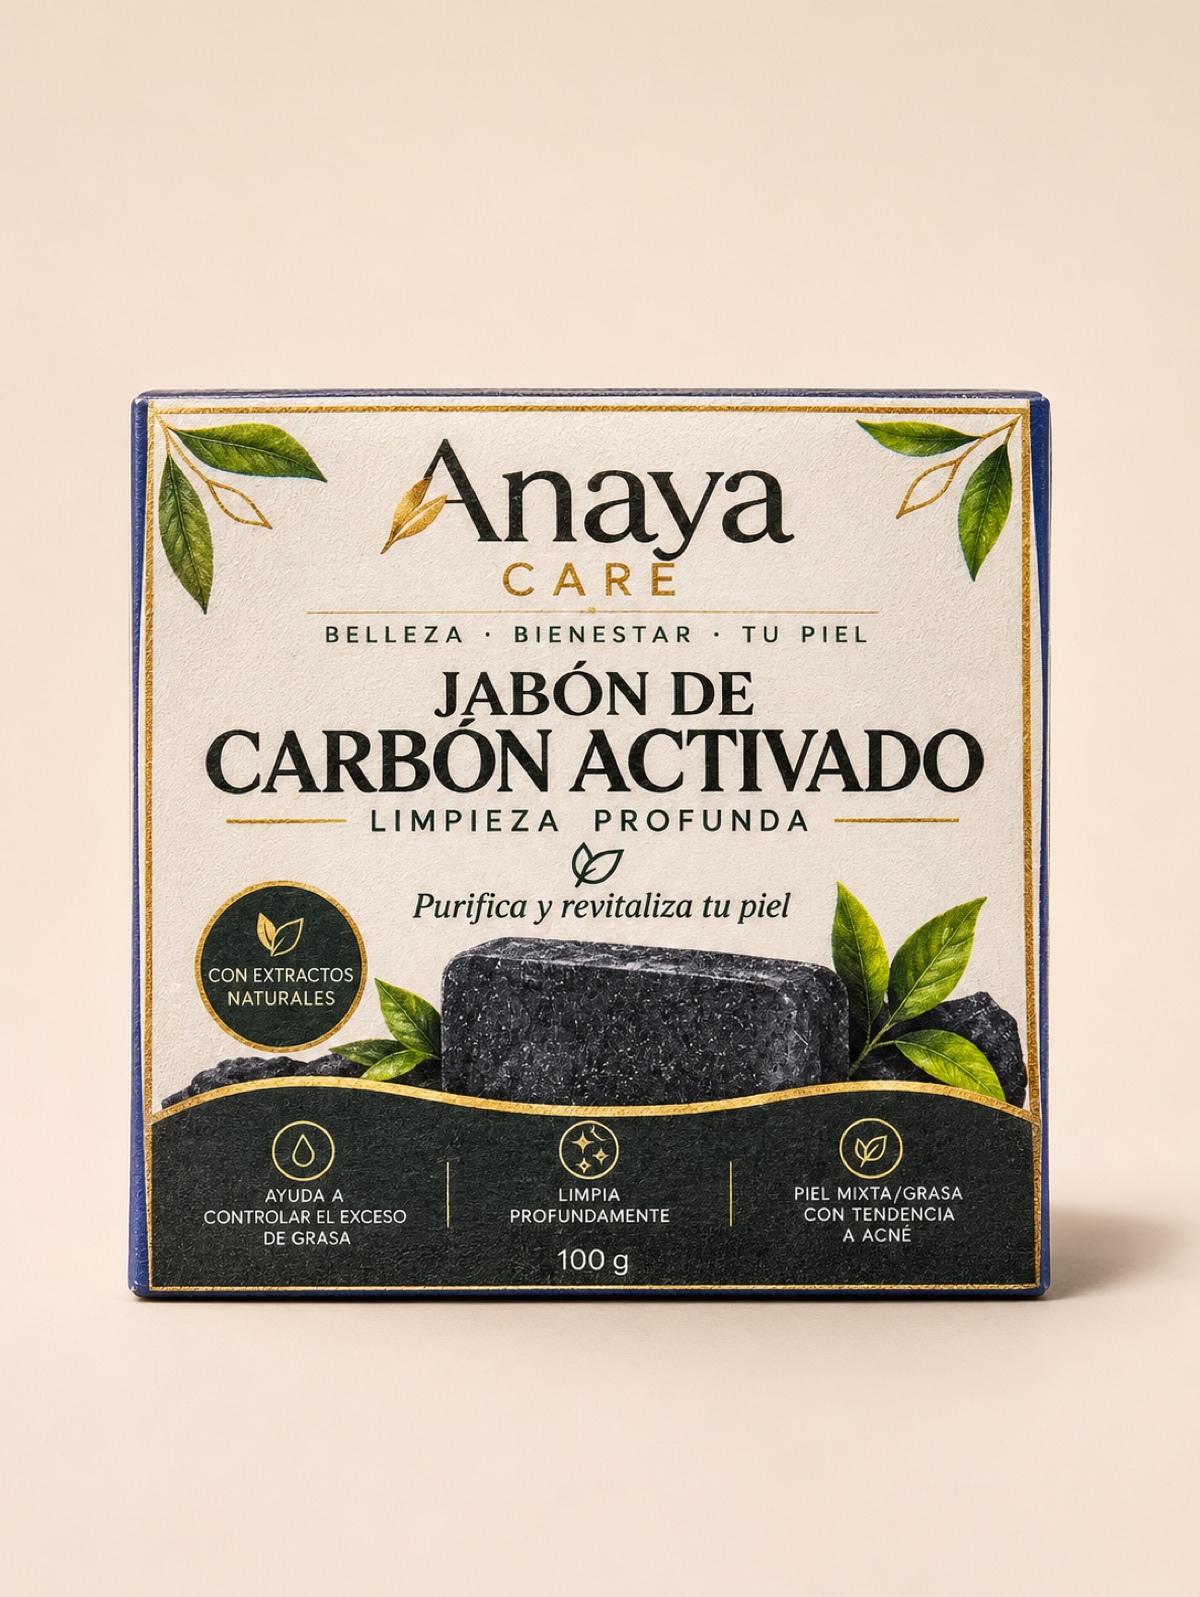 Anaya
CARE
BELLEZA · BIENESTAR · TU PIEL
JABÓN DE
CARBÓN ACTIVADO
LIMPIEZA PROFUNDA
Purifica y revitaliza tu piel
CON EXTRACTOS
NATURALES
AYUDA A
CONTROLAR EL EXCESO
DE GRASA
LIMPIA
PROFUNDAMENTE
PIEL MIXTA/GRASA
CON TENDENCIA
A ACNÉ
100 g